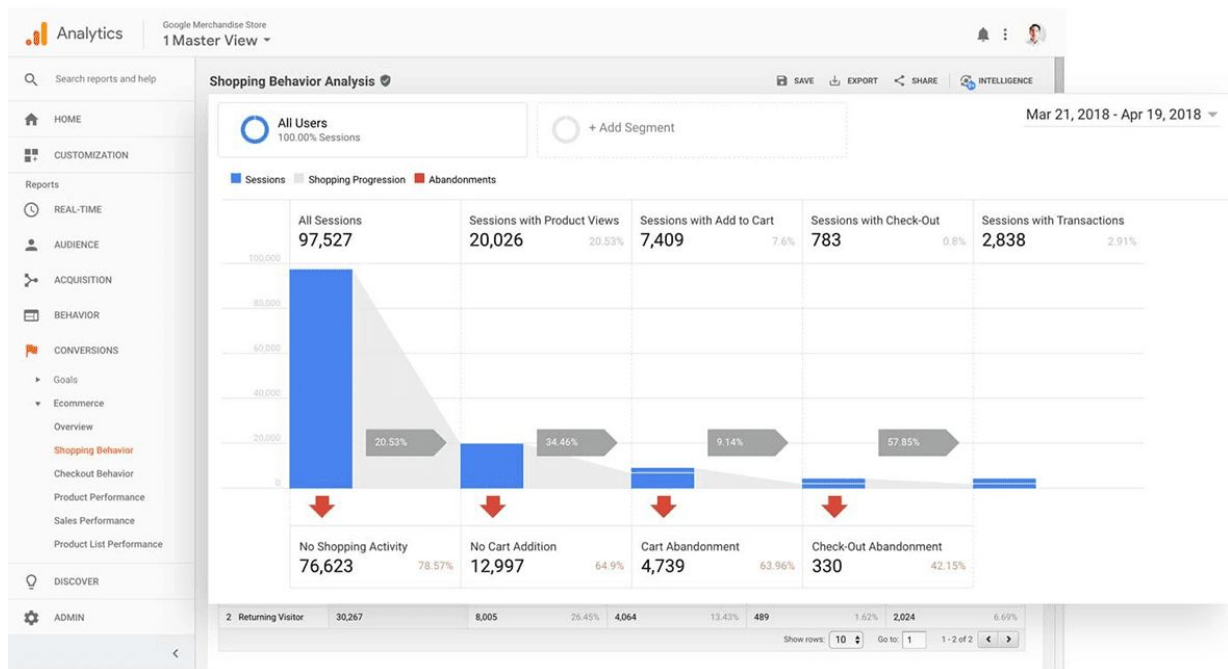 Analytics
Google Merchandise Store
1 Master View
Search reports and help
HOME
CUSTOMIZATION
Reports
REAL-TIME
AUDIENCE
ACQUISITION
BEHAVIOR
CONVERSIONS
Goals
Ecommerce
Overview
Shopping Behavior
Checkout Behavior
Product Performance
Sales Performance
Product List Performance
DISCOVER
ADMIN
Shopping Behavior Analysis
SAVE EXPORT SHARE INTELLIGENCE
All Users
100.00% Sessions
+ Add Segment
Mar 21, 2018 - Apr 19, 2018
Sessions Shopping Progression Abandonments
All Sessions Sessions with Product Views Sessions with Add to Cart Sessions with Check-Out Sessions with Transactions
97,527 20,026 20.53% 7,409 7.6% 783 0.8% 2,838 2.91%
100,000
80,000
60,000
40,000
20,000
0
20.53% 34.46% 9.14% 57.85%
No Shopping Activity No Cart Addition Cart Abandonment Check-Out Abandonment
76,623 78.57% 12,997 64.9% 4,739 63.96% 330 42.15%
2 Returning Visitor 30,267 8,005 26.45% 4,064 13.43% 489 1.62% 2,024 6.69%
Show rows: 10 Go to: 1 1 - 2 of 2